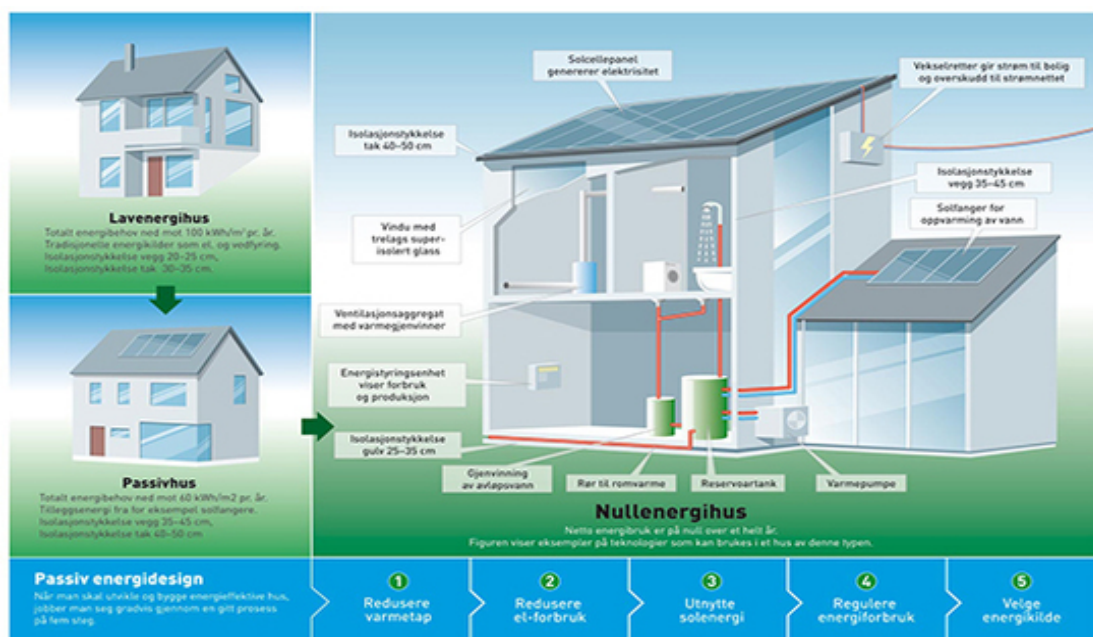 Lavenergihus
Totalt energibehov ned mot 100 kWh/m² pr. år.
Tradisjonelle energikilder som el. og vedfyring.
Isolasjonstykkelse vegg 20–25 cm,
Isolasjonstykkelse tak 30–35 cm.
Passivhus
Totalt energibehov ned mot 60 kWh/m2 pr. år.
Tilleggsenergi fra for eksempel solfangere.
Isolasjonstykkelse vegg 35–45 cm,
Isolasjonstykkelse tak 40–50 cm
Solcellepanel
genererer elektrisitet
Vekselretter gir strøm til bolig
og overskudd til strømnettet
Isolasjonstykkelse
tak 40–50 cm
Isolasjonstykkelse
vegg 35–45 cm
Solfanger for
oppvarming av vann
Vindu med
trelags super-
isolert glass
Ventilasjonsaggregat
med varmegjenvinner
Energistyringsenhet
viser forbruk
og produksjon
Isolasjonstykkelse
gulv 25–35 cm
Gjenvinning
av avløpsvann
Rør til romvarme
Reservoartank
Varmepumpe
Nullenergihus
Netto energibruk er på null over et helt år.
Figuren viser eksempler på teknologier som kan brukes i et hus av denne typen.
Passiv energidesign
Når man skal utvikle og bygge energieffektive hus,
jobber man seg gradvis gjennom en gitt prosess
på fem steg.
1
Redusere
varmetap
2
Redusere
el-forbruk
3
Utnytte
solenergi
4
Regulere
energiforbruk
5
Velge
energikilde